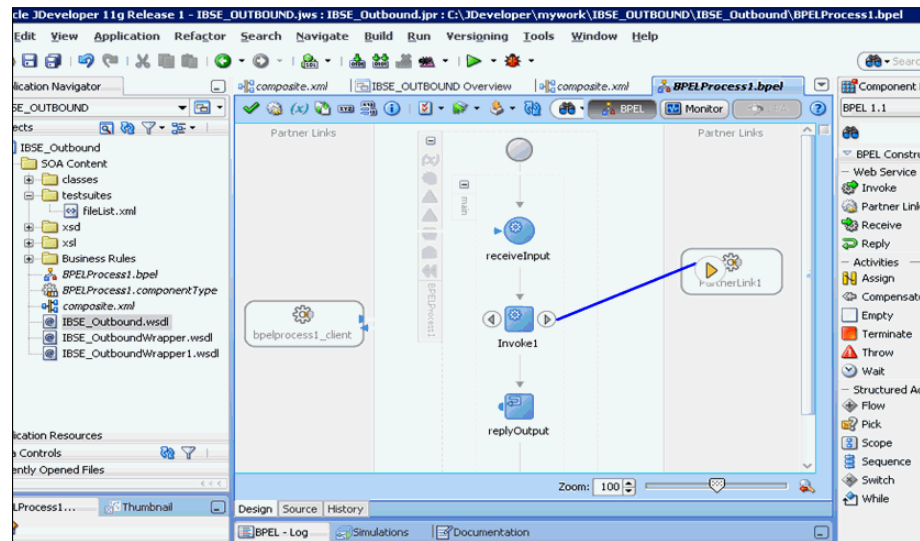 cle JDeveloper 11g Release 1 - IBSE_OUTBOUND.jws : IBSE_Outbound.jpr : C:\JDeveloper\mywork\IBSE_OUTBOUND\IBSE_Outbound\BPELProcess1.bpel
Edit View Application Refactor Search Navigate Build Run Versioning Tools Window Help
Searc
lication Navigator
composite.xml
IBSE_OUTBOUND Overview
composite.xml
BPELProcess1.bpel
Component
SE_OUTBOUND
BPEL
Monitor
BPEL 1.1
ects
IBSE_Outbound
SOA Content
classes
testsuites
fileList.xml
xsd
xsl
Business Rules
BPELProcess1.bpel
BPELProcess1.componentType
composite.xml
IBSE_Outbound.wsdl
IBSE_OutboundWrapper.wsdl
IBSE_OutboundWrapper1.wsdl
lication Resources
a Controls
ently Opened Files
LProcess1...
Thumbnail
Partner Links
Partner Links
(x)
main
BPELProcess1
receiveInput
bpelprocess1_client
Invoke1
PartnerLink1
replyOutput
Zoom: 100
Design Source History
BPEL - Log
Simulations
Documentation
BPEL Constru
Web Service
Invoke
Partner Link
Receive
Reply
Activities
Assign
Compensate
Empty
Terminate
Throw
Wait
Structured Ac
Flow
Pick
Scope
Sequence
Switch
While